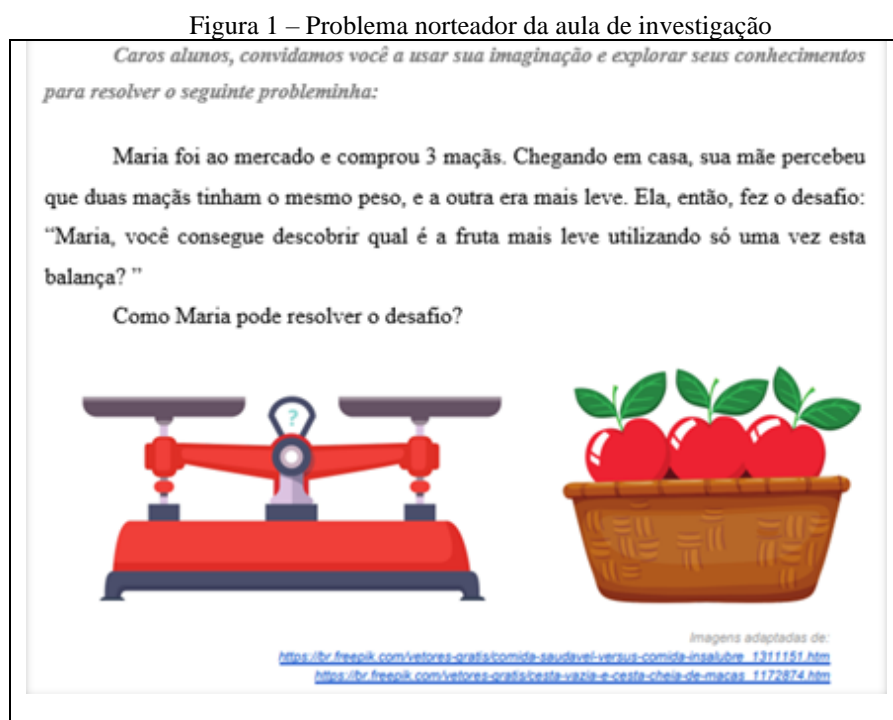 Figura 1 – Problema norteador da aula de investigação
Caros alunos, convidamos você a usar sua imaginação e explorar seus conhecimentos
para resolver o seguinte probleminha:
Maria foi ao mercado e comprou 3 maçãs. Chegando em casa, sua mãe percebeu
que duas maçãs tinham o mesmo peso, e a outra era mais leve. Ela, então, fez o desafio:
“Maria, você consegue descobrir qual é a fruta mais leve utilizando só uma vez esta
balança? ”
Como Maria pode resolver o desafio?
?
Imagens adaptadas de:
https://br.freepik.com/vetores-gratis/comida-saudavel-versus-comida-insalubre_1311151.htm
https://br.freepik.com/vetores-gratis/cesta-vazia-e-cesta-cheia-de-macas_1172874.htm